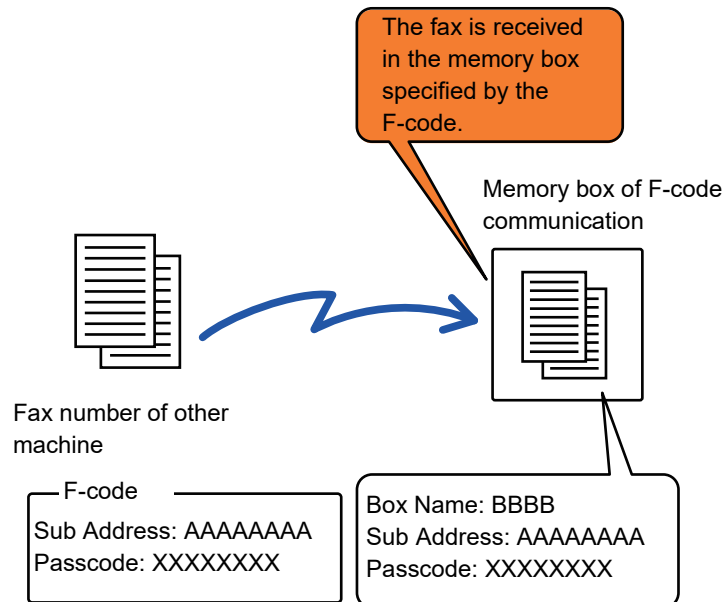 The fax is received
in the memory box
specified by the
F-code.
Memory box of F-code
communication
Fax number of other
machine
F-code
Sub Address: AAAAAAAA
Passcode: XXXXXXXX
Box Name: BBBB
Sub Address: AAAAAAAA
Passcode: XXXXXXXX